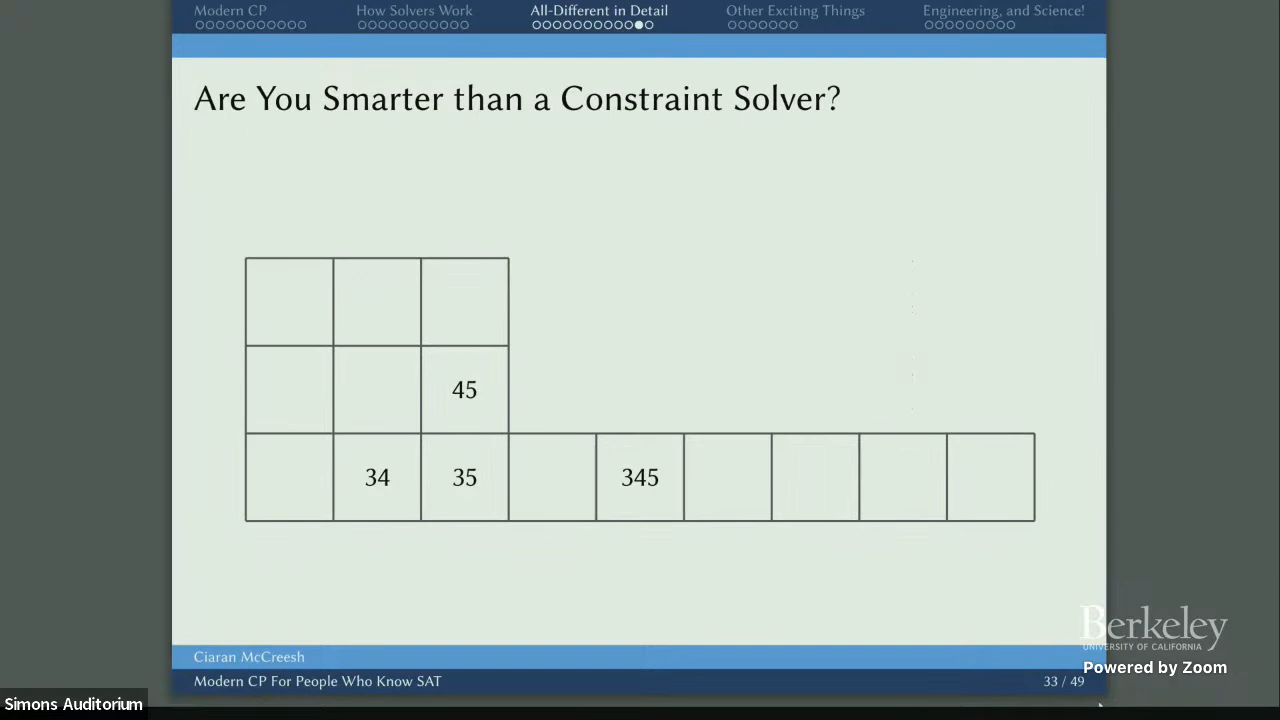 Modern CP
How Solvers Work
All-Different in Detail
Other Exciting Things
Engineering, and Science!
Are You Smarter than a Constraint Solver?
45
34
35
345
Berkeley
UNIVERSITY OF CALIFORNIA
Powered by Zoom
Ciaran McCreesh
Modern CP For People Who Know SAT
33 / 49
Simons Auditorium